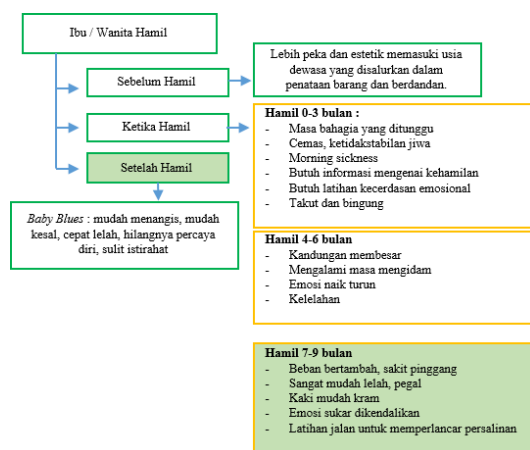 Ibu / Wanita Hamil
Sebelum Hamil
Lebih peka dan estetik memasuki usia
dewasa yang disalurkan dalam
penataan barang dan berdandan.
Ketika Hamil
Hamil 0-3 bulan :
- Masa bahagia yang ditunggu
- Cemas, ketidakstabilan jiwa
- Morning sickness
- Butuh informasi mengenai kehamilan
- Butuh latihan kecerdasan emosional
- Takut dan bingung
Setelah Hamil
Baby Blues : mudah menangis, mudah
kesal, cepat lelah, hilangnya percaya
diri, sulit istirahat
Hamil 4-6 bulan
- Kandungan membesar
- Mengalami masa mengidam
- Emosi naik turun
- Kelelahan
Hamil 7-9 bulan
- Beban bertambah, sakit pinggang
- Sangat mudah lelah, pegal
- Kaki mudah kram
- Emosi sukar dikendalikan
- Latihan jalan untuk memperlancar persalinan